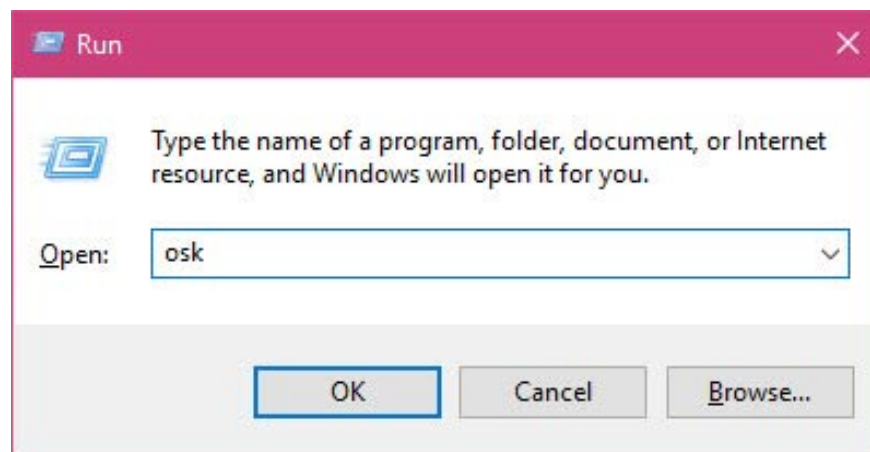 Run
Type the name of a program, folder, document, or Internet
resource, and Windows will open it for you.
Open: osk
OK Cancel Browse...